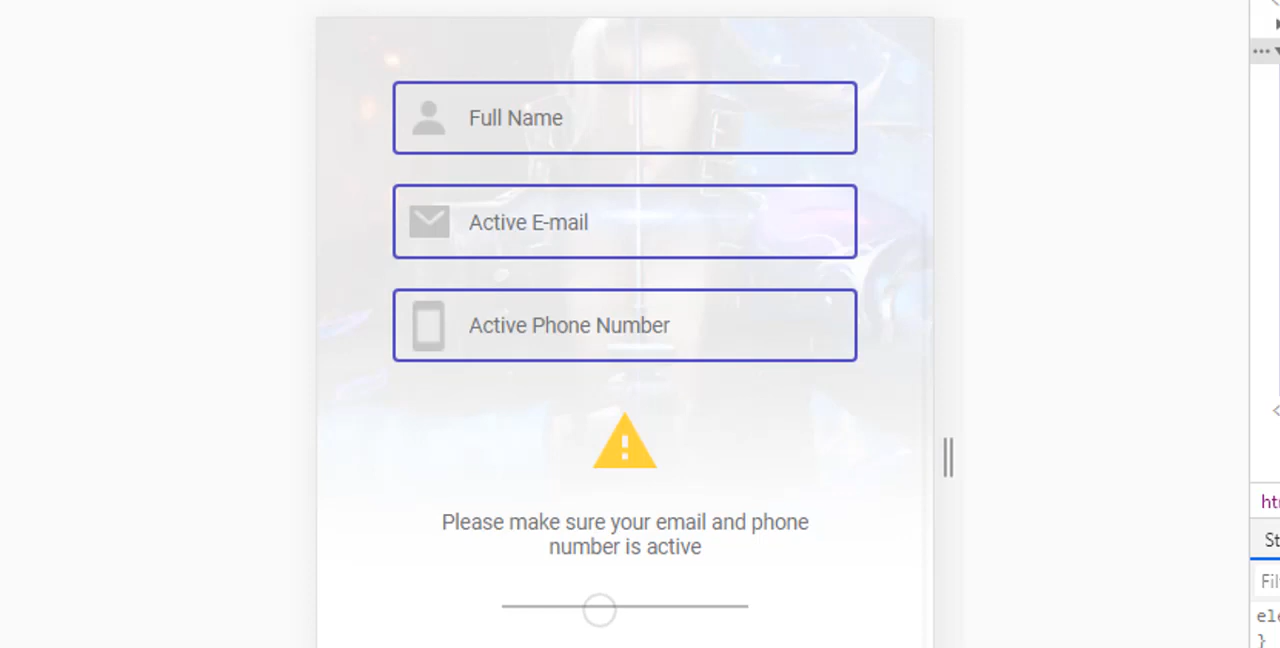 Full Name
Active E-mail
Active Phone Number
Please make sure your email and phone
number is active
}